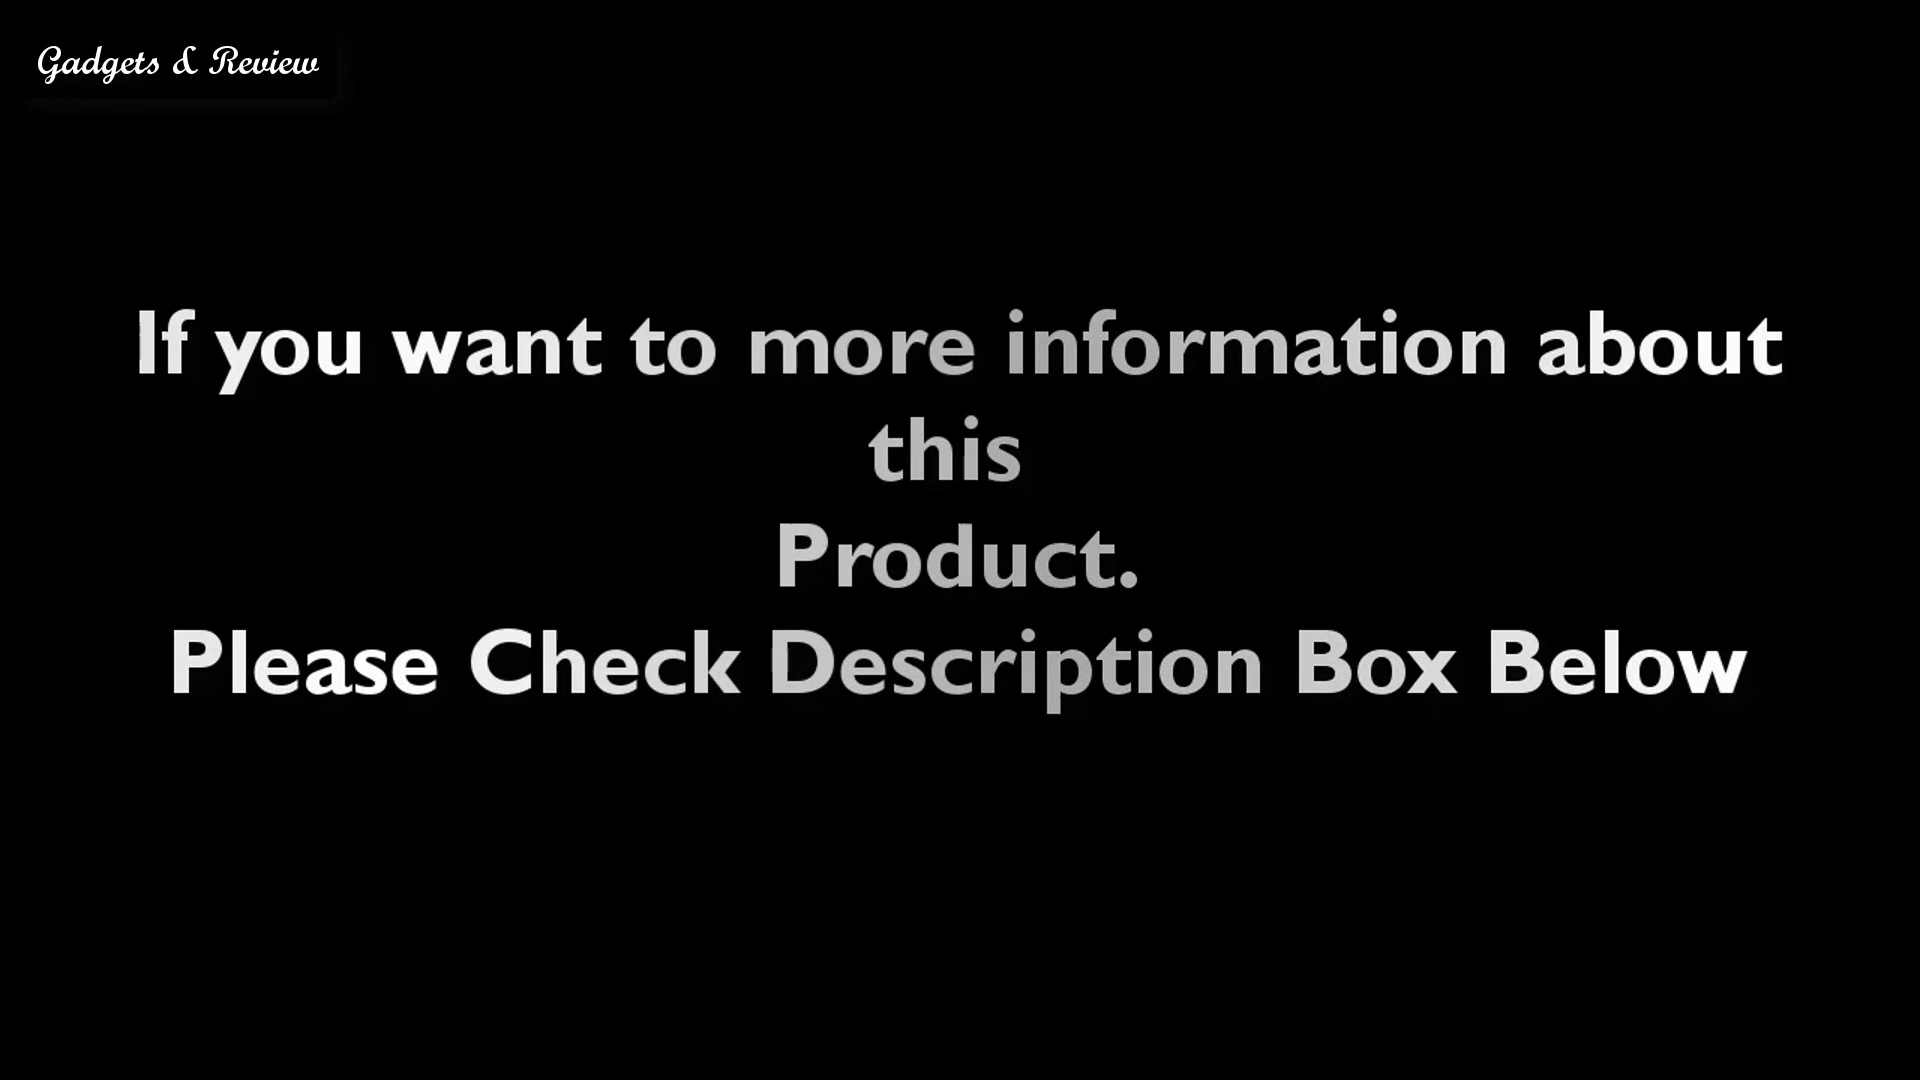 Gadgets & Review
If you want to more information about
this
Product.
Please Check Description Box Below